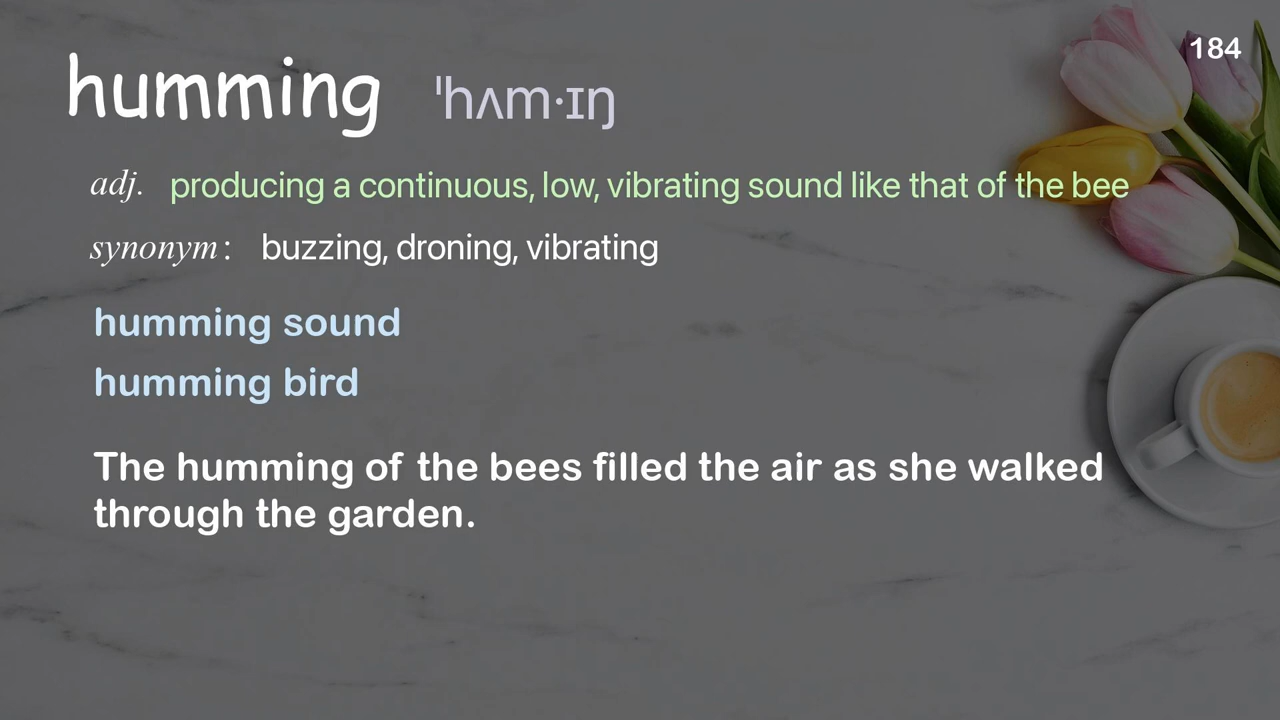 184
humming ˈhʌm·ɪŋ
adj. producing a continuous, low, vibrating sound like that of the bee
synonym: buzzing, droning, vibrating
humming sound
humming bird
The humming of the bees filled the air as she walked
through the garden.